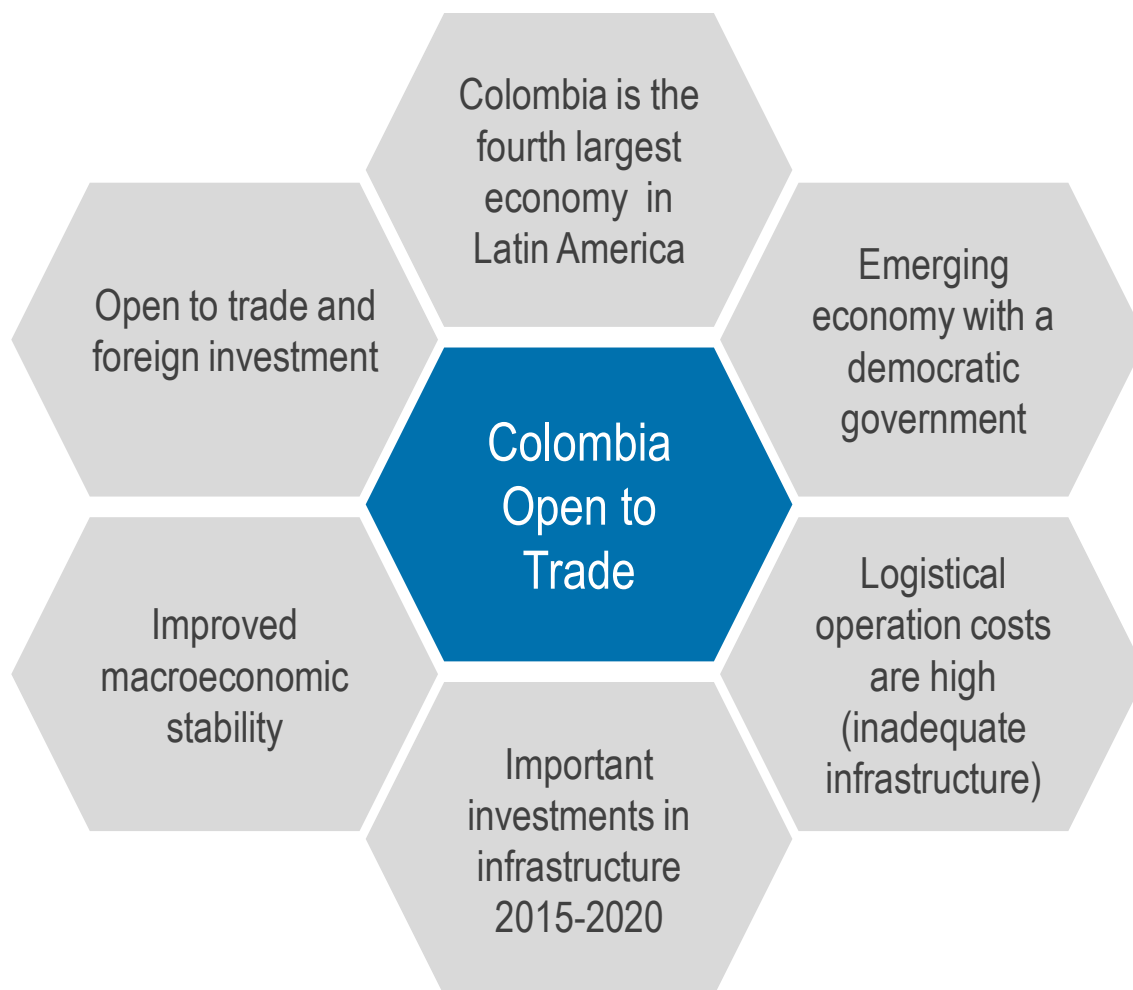 Colombia is the
fourth largest
economy in
Latin America
Emerging
economy with a
democratic
government
Logistical
operation costs
are high
(inadequate
infrastructure)
Important
investments in
infrastructure
2015-2020
Improved
macroeconomic
stability
Open to trade and
foreign investment
Colombia
Open to
Trade